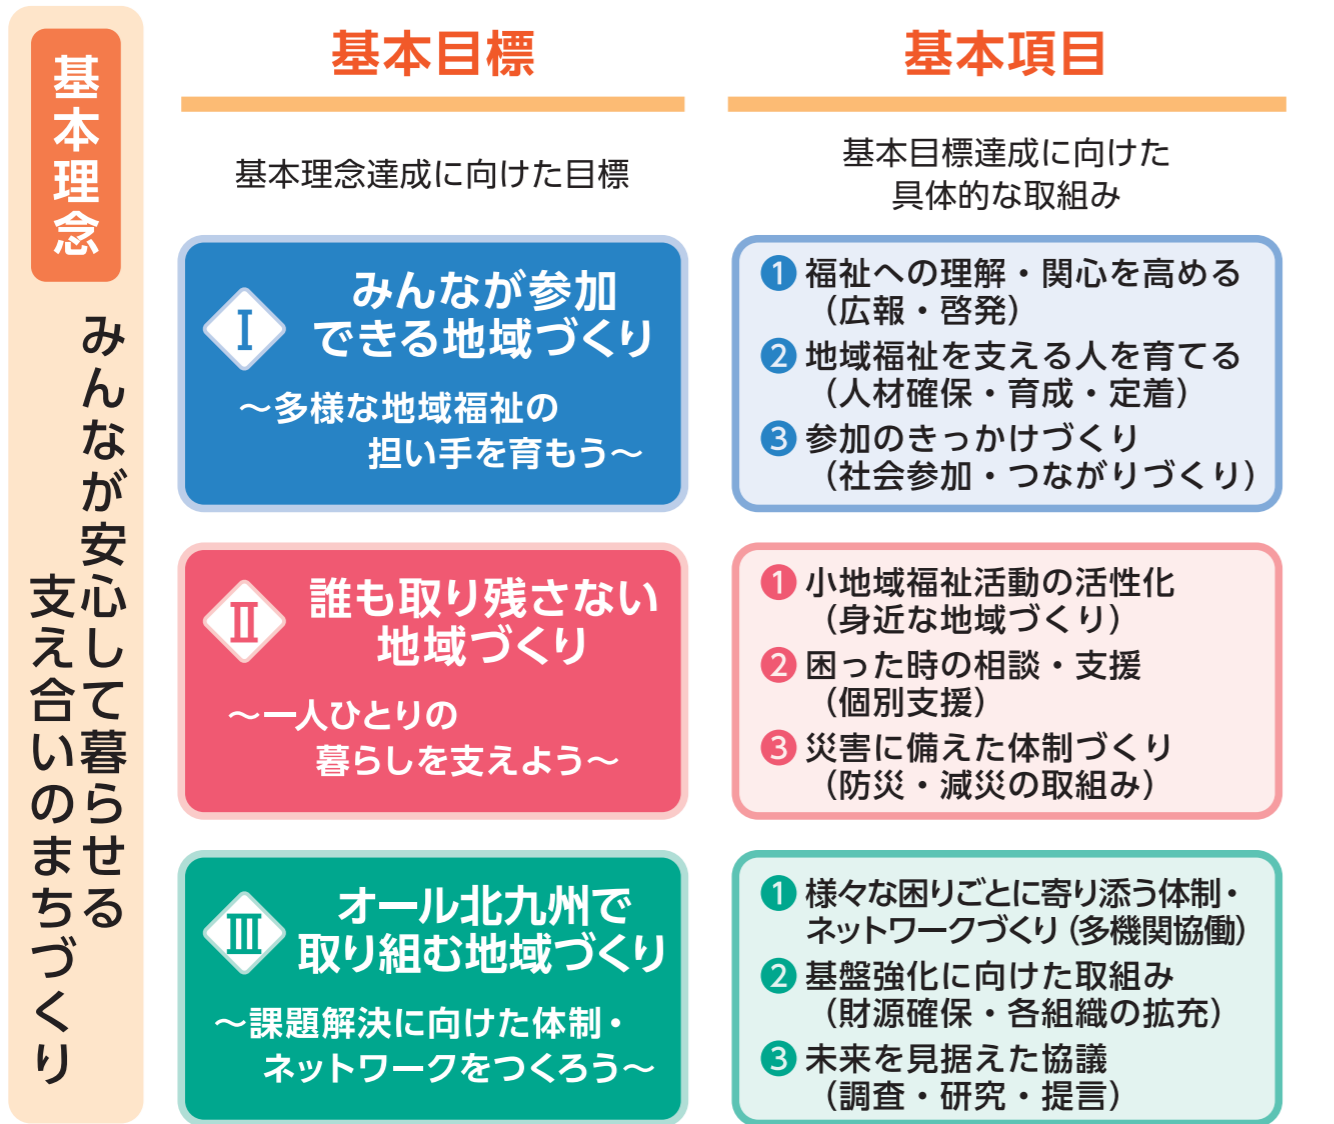 基本理念
みんなが安心して暮らせる
支え合いのまちづくり
基本目標
基本理念達成に向けた目標
基本項目
基本目標達成に向けた
具体的な取組み
Ⅰ
みんなが参加
できる地域づくり
～多様な地域福祉の
担い手を育もう～
❶福祉への理解・関心を高める
（広報・啓発）
❷地域福祉を支える人を育てる
（人材確保・育成・定着）
❸参加のきっかけづくり
（社会参加・つながりづくり）
Ⅱ
誰も取り残さない
地域づくり
～一人ひとりの
暮らしを支えよう～
❶小地域福祉活動の活性化
（身近な地域づくり）
❷困った時の相談・支援
（個別支援）
❸災害に備えた体制づくり
（防災・減災の取組み）
Ⅲ
オール北九州で
取り組む地域づくり
～課題解決に向けた体制・
ネットワークをつくろう～
❶様々な困りごとに寄り添う体制・
ネットワークづくり（多機関協働）
❷基盤強化に向けた取組み
（財源確保・各組織の拡充）
❸未来を見据えた協議
（調査・研究・提言）